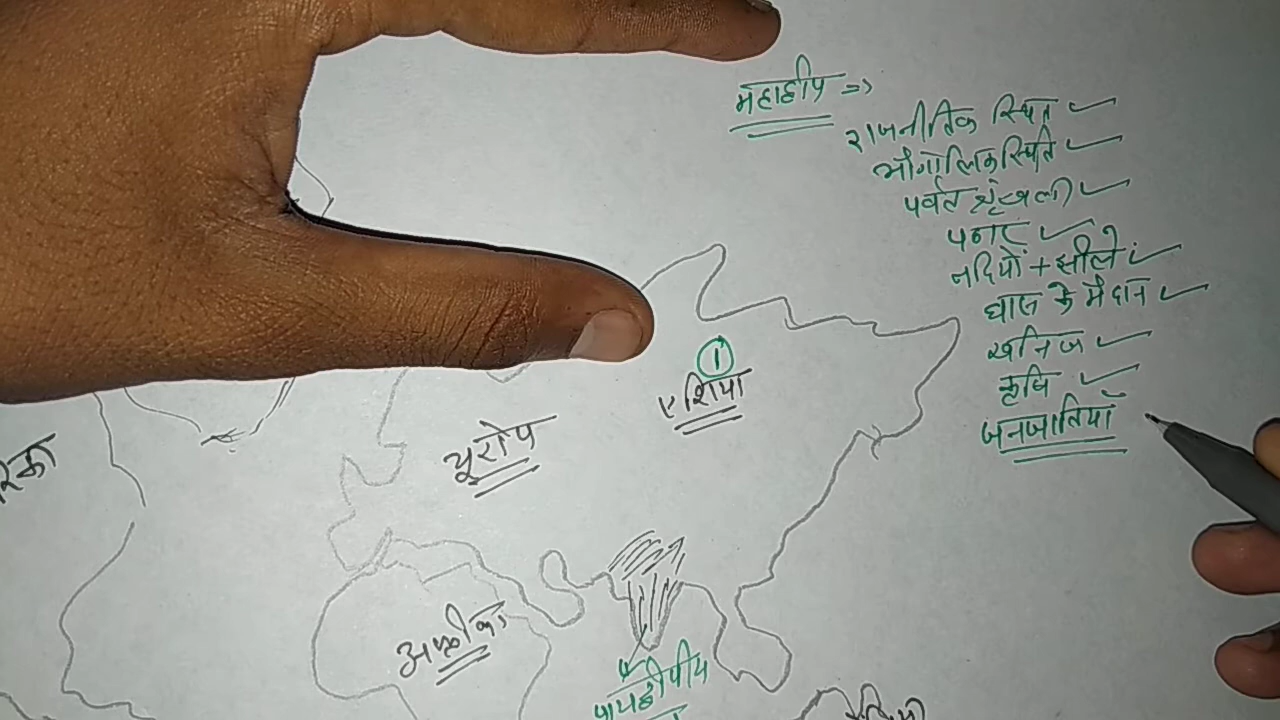 महाद्वीप =>
राजनीतिक स्थित ✓
भौगोलिक स्थिति ✓
पर्वत श्रृंखला ✓
पठार ✓
नदियाँ + झीलें ✓
घास के मैदान ✓
खनिज ✓
कृषि ✓
जनजातियाँ
1
एशिया
यूरोप
रिका
अफ्रीका
प्रायद्वीपीय